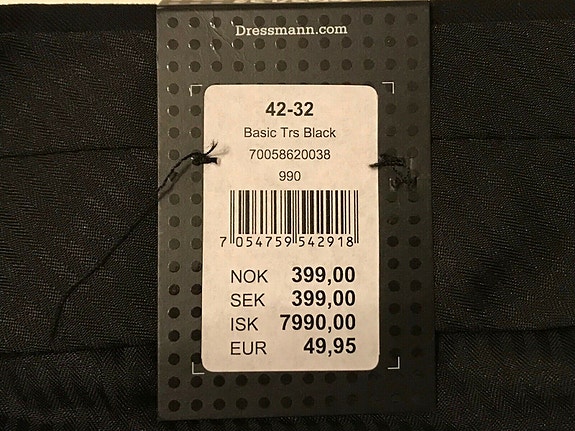 Dressmann.com
42-32
Basic Trs Black
70058620038
990
7 054759 542918
NOK 399,00
SEK 399,00
ISK 7990,00
EUR 49,95